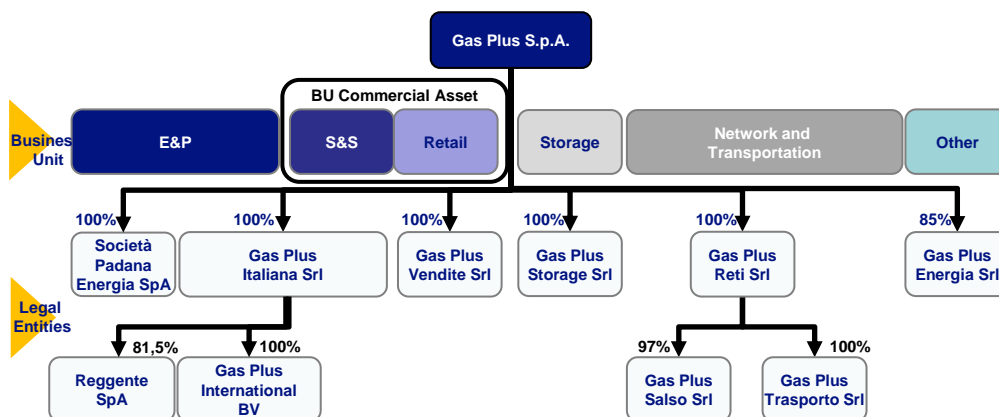 Gas Plus S.p.A.
BU Commercial Asset
Busines
Unit
E&P
S&S
Retail
Storage
Network and
Transportation
Other
100%
100%
100%
100%
100%
85%
Società
Padana
Energia SpA
Gas Plus
Italiana Srl
Gas Plus
Vendite Srl
Gas Plus
Storage Srl
Gas Plus
Reti Srl
Gas Plus
Energia Srl
Legal
Entities
81,5%
100%
97%
100%
Reggente
SpA
Gas Plus
International
BV
Gas Plus
Salso Srl
Gas Plus
Trasporto Srl